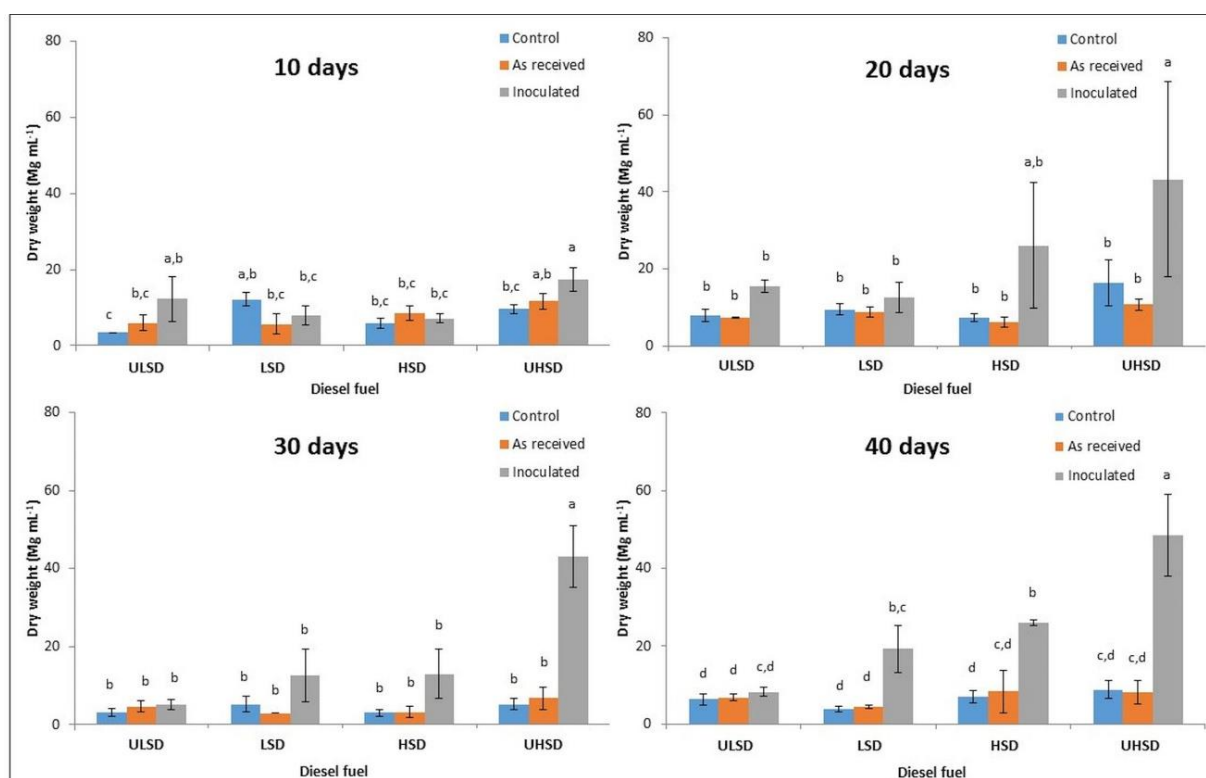 80
60
40
20
0
Dry weight (Mg mL-1)
10 days
Control
As received
Inoculated
c
b,c
a,b
a,b
b,c
b,c
b,c
b,c
b,c
b,c
a,b
a
ULSD
LSD
HSD
UHSD
Diesel fuel
80
60
40
20
0
Dry weight (Mg mL-1)
20 days
Control
As received
Inoculated
b
b
b
b
b
b
b
b
a,b
b
b
a
ULSD
LSD
HSD
UHSD
Diesel fuel
80
60
40
20
0
Dry weight (Mg mL-1)
30 days
Control
As received
Inoculated
b
b
b
b
b
b
b
b
b
b
b
a
ULSD
LSD
HSD
UHSD
Diesel fuel
80
60
40
20
0
Dry weight (Mg mL-1)
40 days
Control
As received
Inoculated
d
d
c,d
d
d
b,c
d
c,d
b
c,d
c,d
a
ULSD
LSD
HSD
UHSD
Diesel fuel